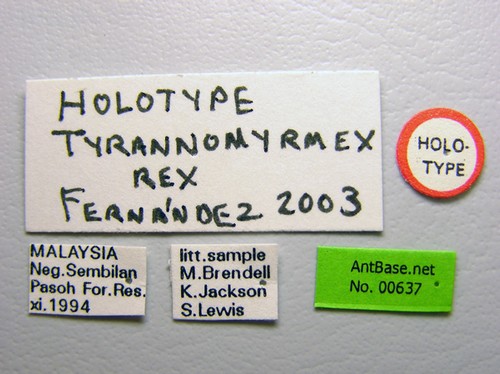 HOLOTYPE
TYRANNOMYRMEX
REX
FERNÁNDEZ 2003
HOLO-
TYPE
MALAYSIA
Neg.Sembilan
Pasoh For.Res.
xi.1994
litt.sample
M.Brendell
K.Jackson
S.Lewis
AntBase.net
No. 00637